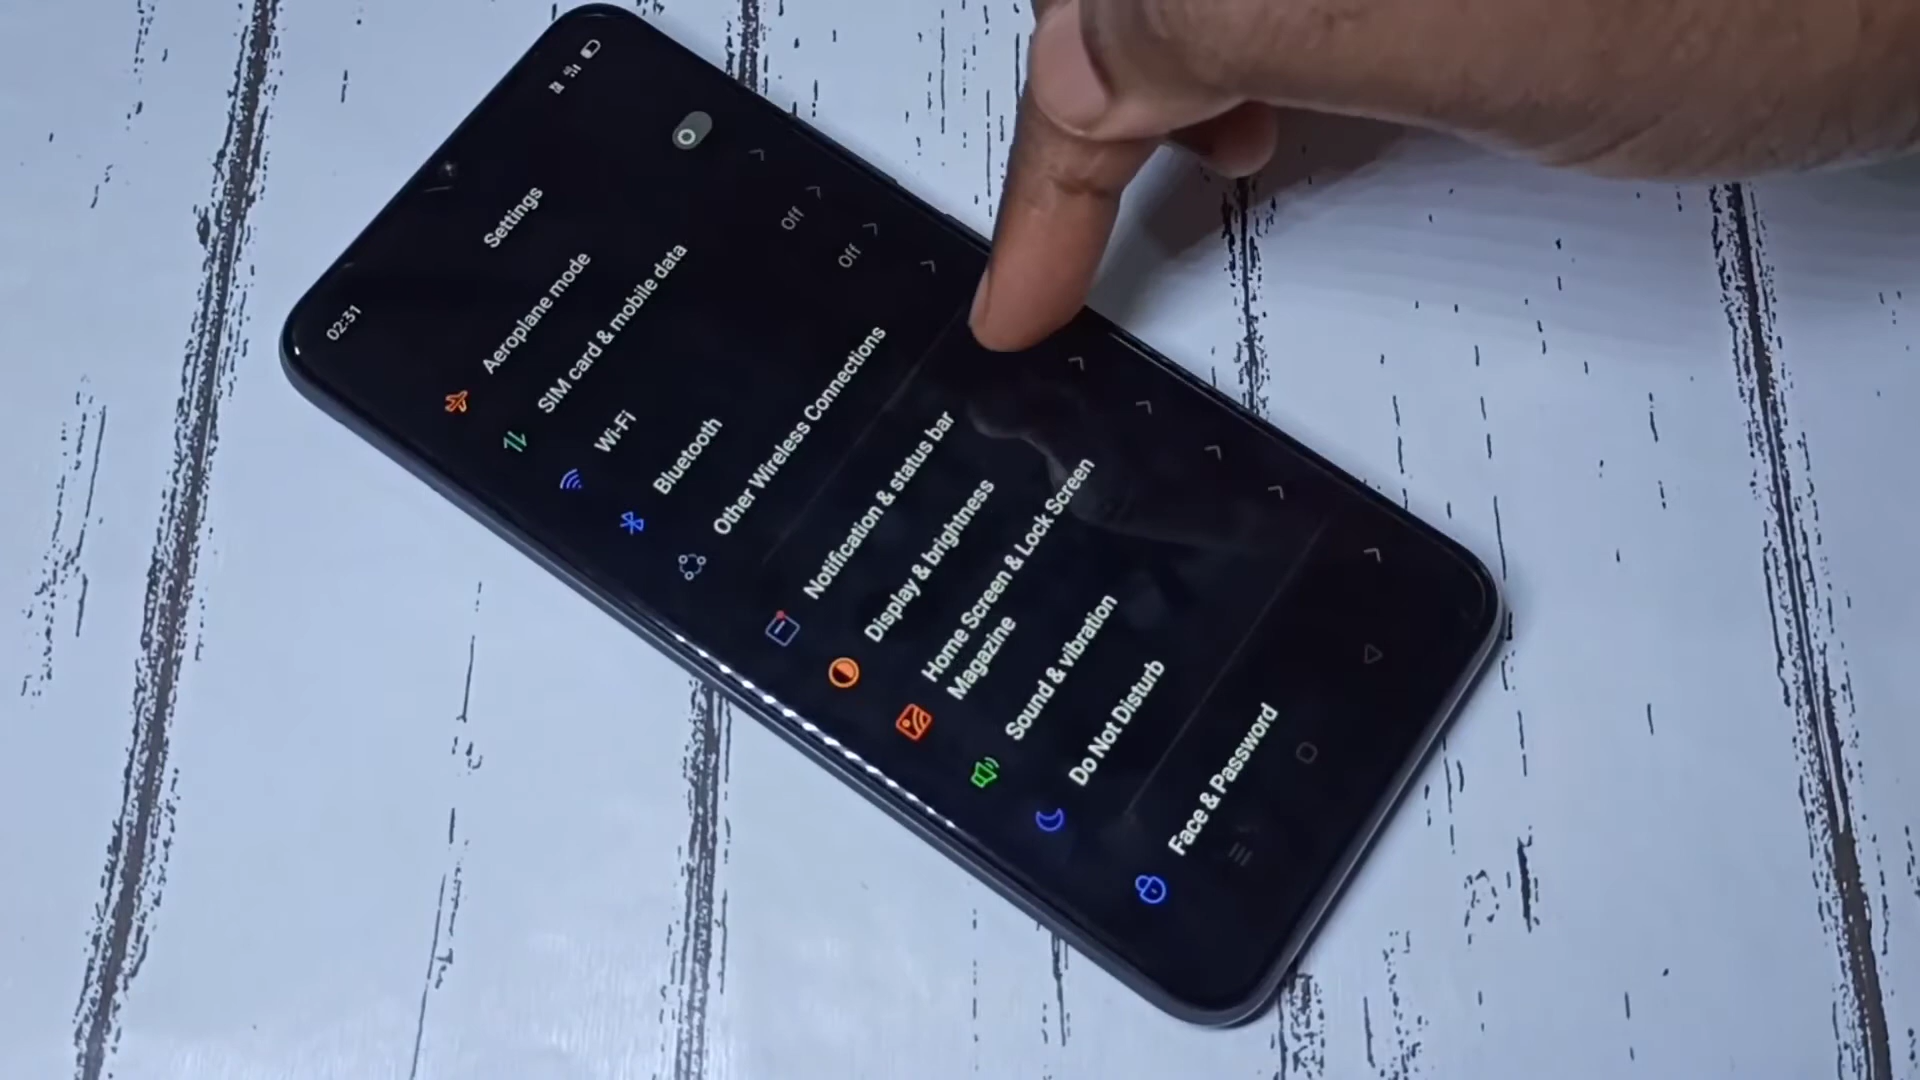 02:31
Settings
Aeroplane mode
SIM card & mobile data
Wi-Fi
Off
Bluetooth
Off
Other Wireless Connections
Notification & status bar
Display & brightness
Home Screen & Lock Screen
Magazine
Sound & vibration
Do Not Disturb
Face & Password